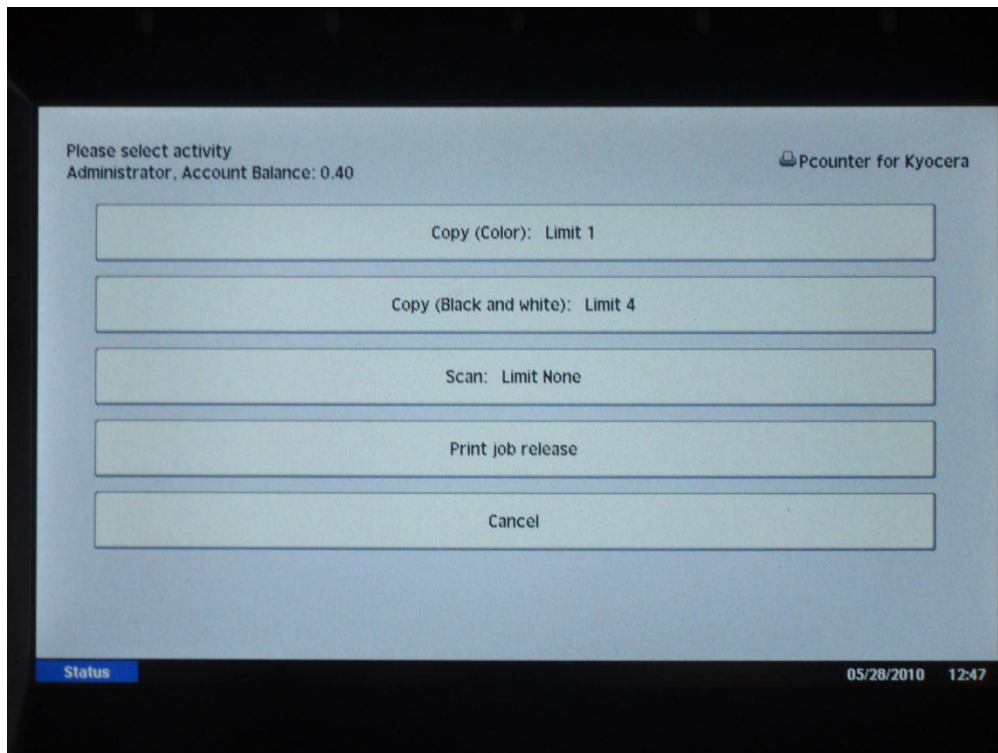 Please select activity
Administrator, Account Balance: 0.40
Pcounter for Kyocera
Copy (Color): Limit 1
Copy (Black and white): Limit 4
Scan: Limit None
Print job release
Cancel
Status
05/28/2010 12:47